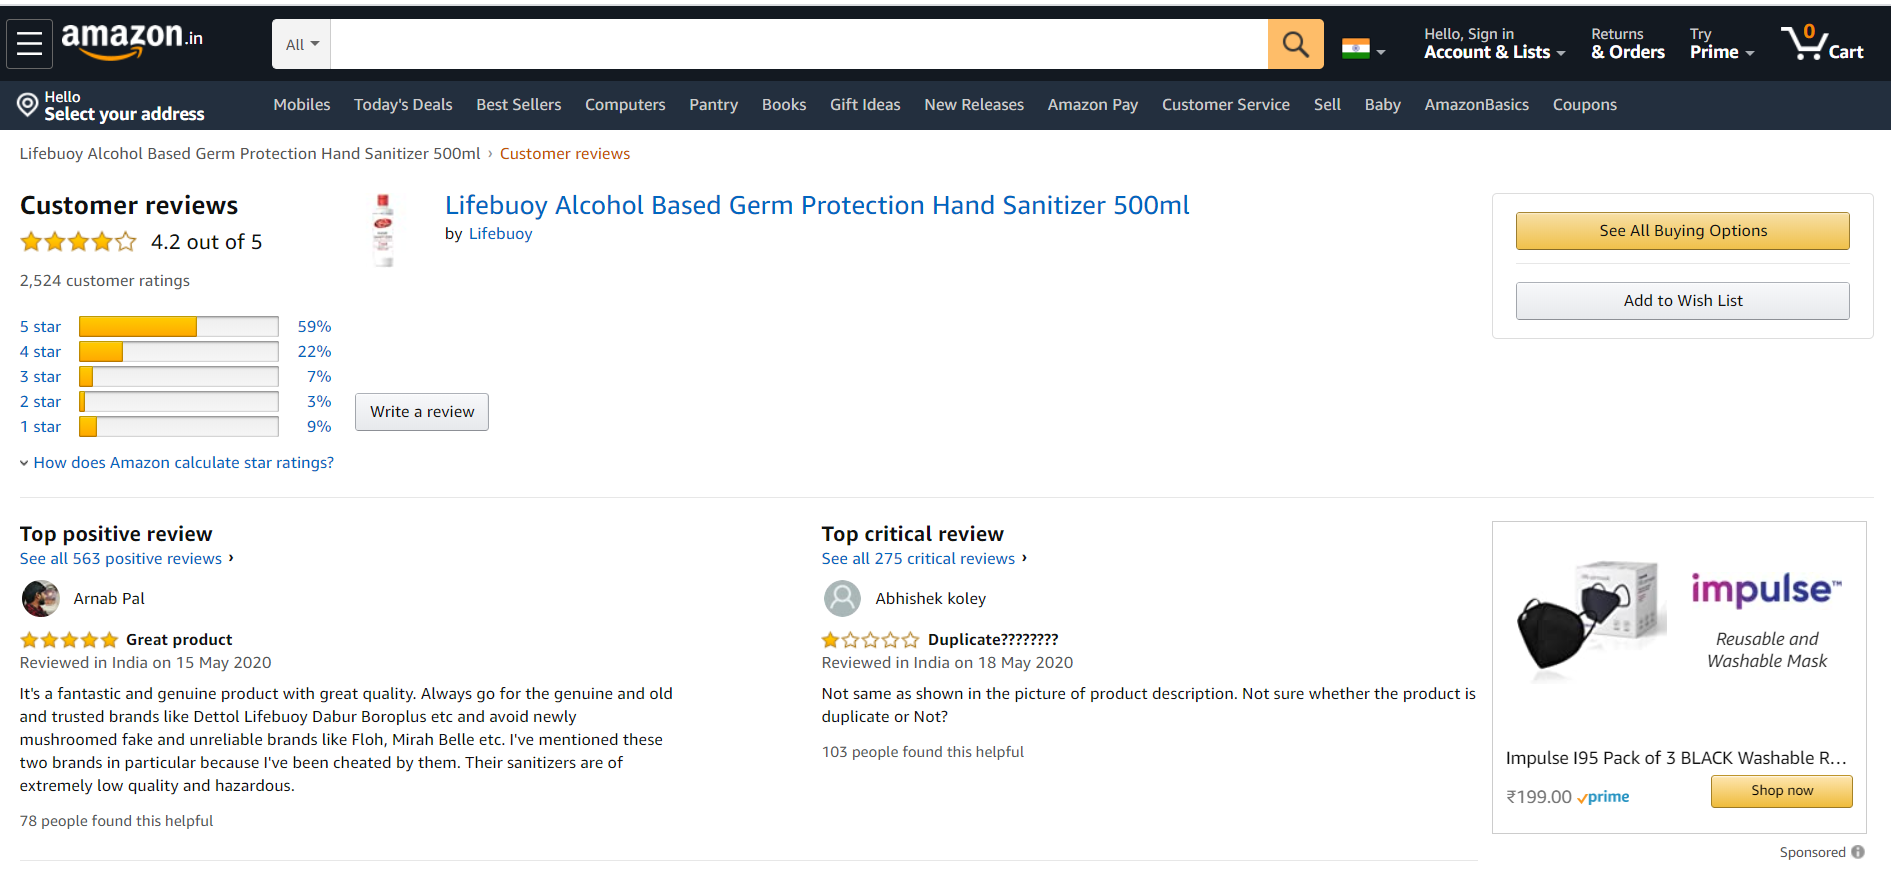 amazon.in
All
Hello, Sign in
Account & Lists
Returns
& Orders
Try
Prime
0
Cart
Hello
Select your address
Mobiles Today's Deals Best Sellers Computers Pantry Books Gift Ideas New Releases Amazon Pay Customer Service Sell Baby AmazonBasics Coupons
Lifebuoy Alcohol Based Germ Protection Hand Sanitizer 500ml › Customer reviews
Customer reviews
4.2 out of 5
2,524 customer ratings
5 star 59%
4 star 22%
3 star 7%
2 star 3%
1 star 9%
How does Amazon calculate star ratings?
Lifebuoy Alcohol Based Germ Protection Hand Sanitizer 500ml
by Lifebuoy
Write a review
See All Buying Options
Add to Wish List
Top positive review
See all 563 positive reviews ›
Arnab Pal
Great product
Reviewed in India on 15 May 2020
It's a fantastic and genuine product with great quality. Always go for the genuine and old
and trusted brands like Dettol Lifebuoy Dabur Boroplus etc and avoid newly
mushroomed fake and unreliable brands like Floh, Mirah Belle etc. I've mentioned these
two brands in particular because I've been cheated by them. Their sanitizers are of
extremely low quality and hazardous.
78 people found this helpful
Top critical review
See all 275 critical reviews ›
Abhishek koley
Duplicate????????
Reviewed in India on 18 May 2020
Not same as shown in the picture of product description. Not sure whether the product is
duplicate or Not?
103 people found this helpful
impulse™
Reusable and
Washable Mask
Impulse I95 Pack of 3 BLACK Washable R...
₹199.00 prime
Shop now
Sponsored